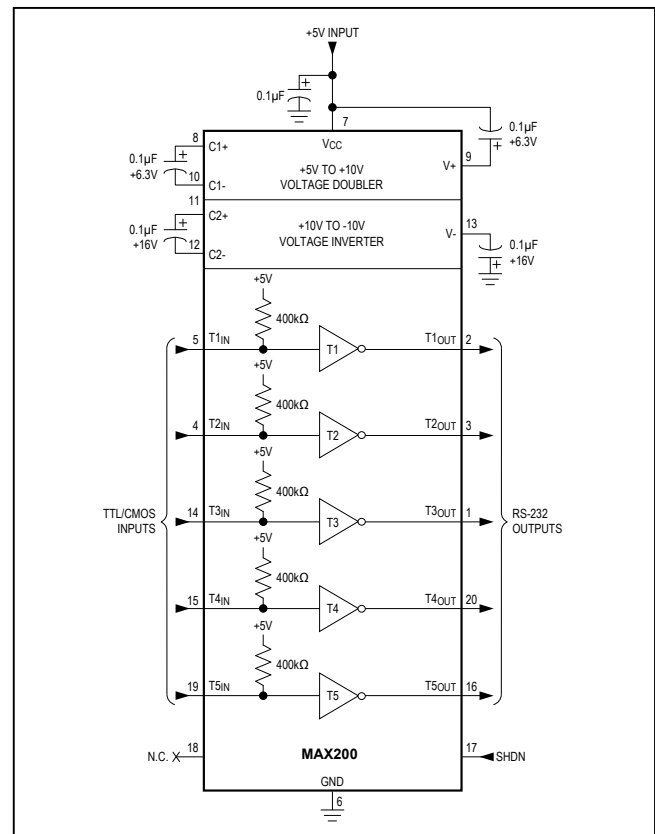 +5V INPUT
0.1µF
+
7
8
C1+
VCC
0.1µF
+6.3V
+
10
C1-
+5V TO +10V
VOLTAGE DOUBLER
V+
9
+
0.1µF
+6.3V
11
C2+
0.1µF
+16V
+
12
C2-
+10V TO -10V
VOLTAGE INVERTER
V-
13
0.1µF
+16V
+
+5V
400kΩ
5
T1IN
T1
T1OUT
2
+5V
400kΩ
4
T2IN
T2
T2OUT
3
+5V
400kΩ
TTL/CMOS
INPUTS
14
T3IN
T3
T3OUT
1
RS-232
OUTPUTS
+5V
400kΩ
15
T4IN
T4
T4OUT
20
+5V
400kΩ
19
T5IN
T5
T5OUT
16
N.C.
18
MAX200
17
SHDN
GND
6